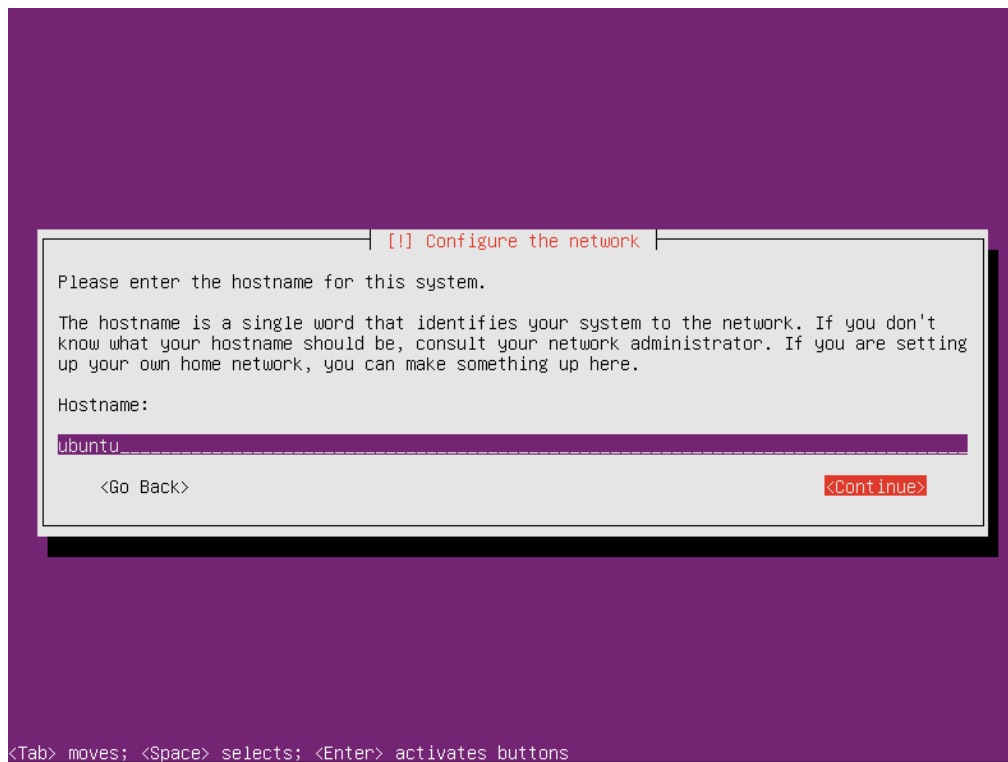 [!] Configure the network
Please enter the hostname for this system.
The hostname is a single word that identifies your system to the network. If you don't
know what your hostname should be, consult your network administrator. If you are setting
up your own home network, you can make something up here.
Hostname:
ubuntu__________________________________________________________________________________
<Go Back> <Continue>
<Tab> moves; <Space> selects; <Enter> activates buttons